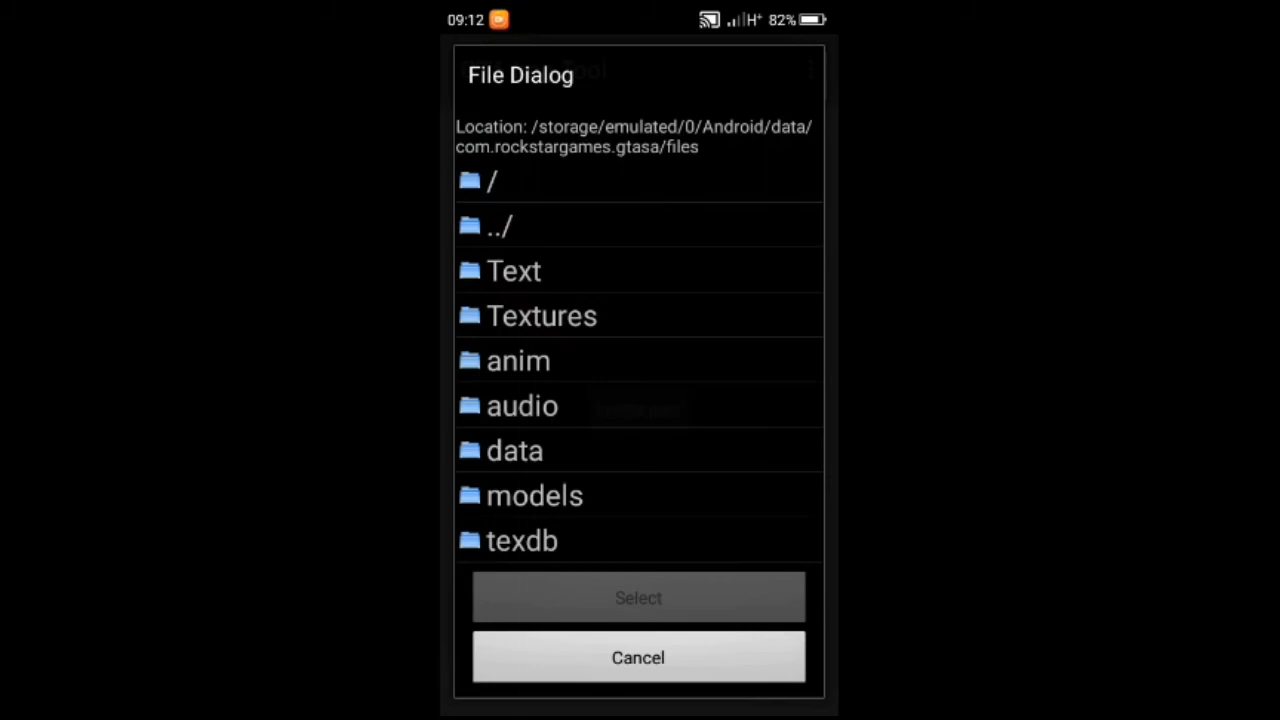 09:12 H+ 82%
File Dialog
Location: /storage/emulated/0/Android/data/
com.rockstargames.gtasa/files
/
../
Text
Textures
anim
audio
data
models
texdb
Select
Cancel